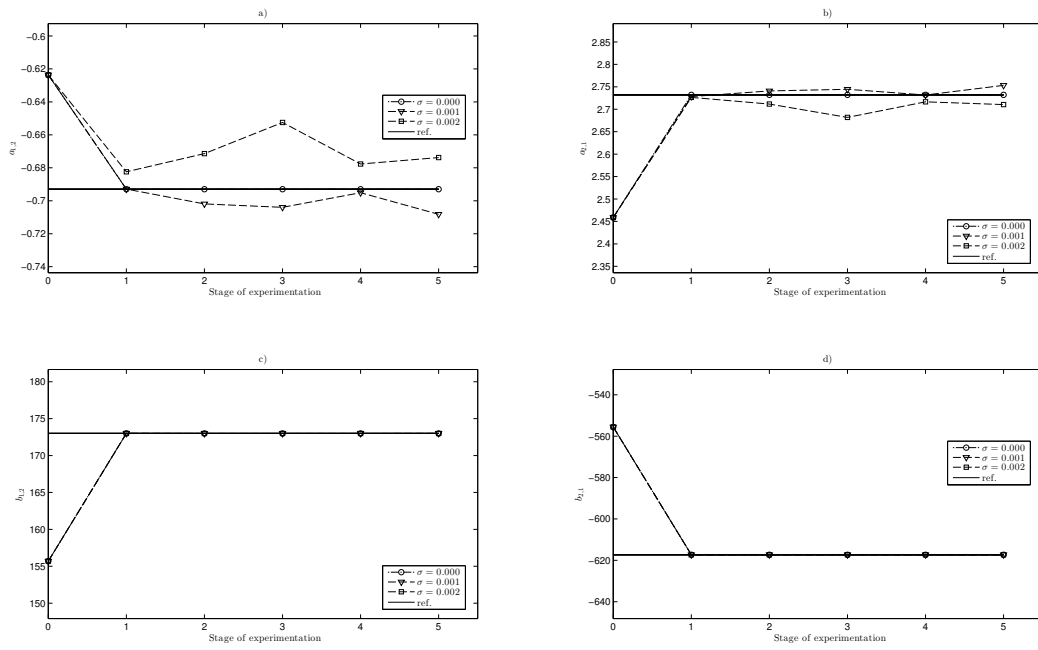 a)
−0.6
−0.62
−0.64
−0.66
−0.68
−0.7
−0.72
−0.74
a1,2
0 1 2 3 4 5
Stage of experimentation
σ = 0.000
σ = 0.001
σ = 0.002
ref.
b)
2.85
2.8
2.75
2.7
2.65
2.6
2.55
2.5
2.45
2.4
2.35
a2,1
0 1 2 3 4 5
Stage of experimentation
σ = 0.000
σ = 0.001
σ = 0.002
ref.
c)
180
175
170
165
160
155
150
b1,2
0 1 2 3 4 5
Stage of experimentation
σ = 0.000
σ = 0.001
σ = 0.002
ref.
d)
−540
−560
−580
−600
−620
−640
b2,1
0 1 2 3 4 5
Stage of experimentation
σ = 0.000
σ = 0.001
σ = 0.002
ref.